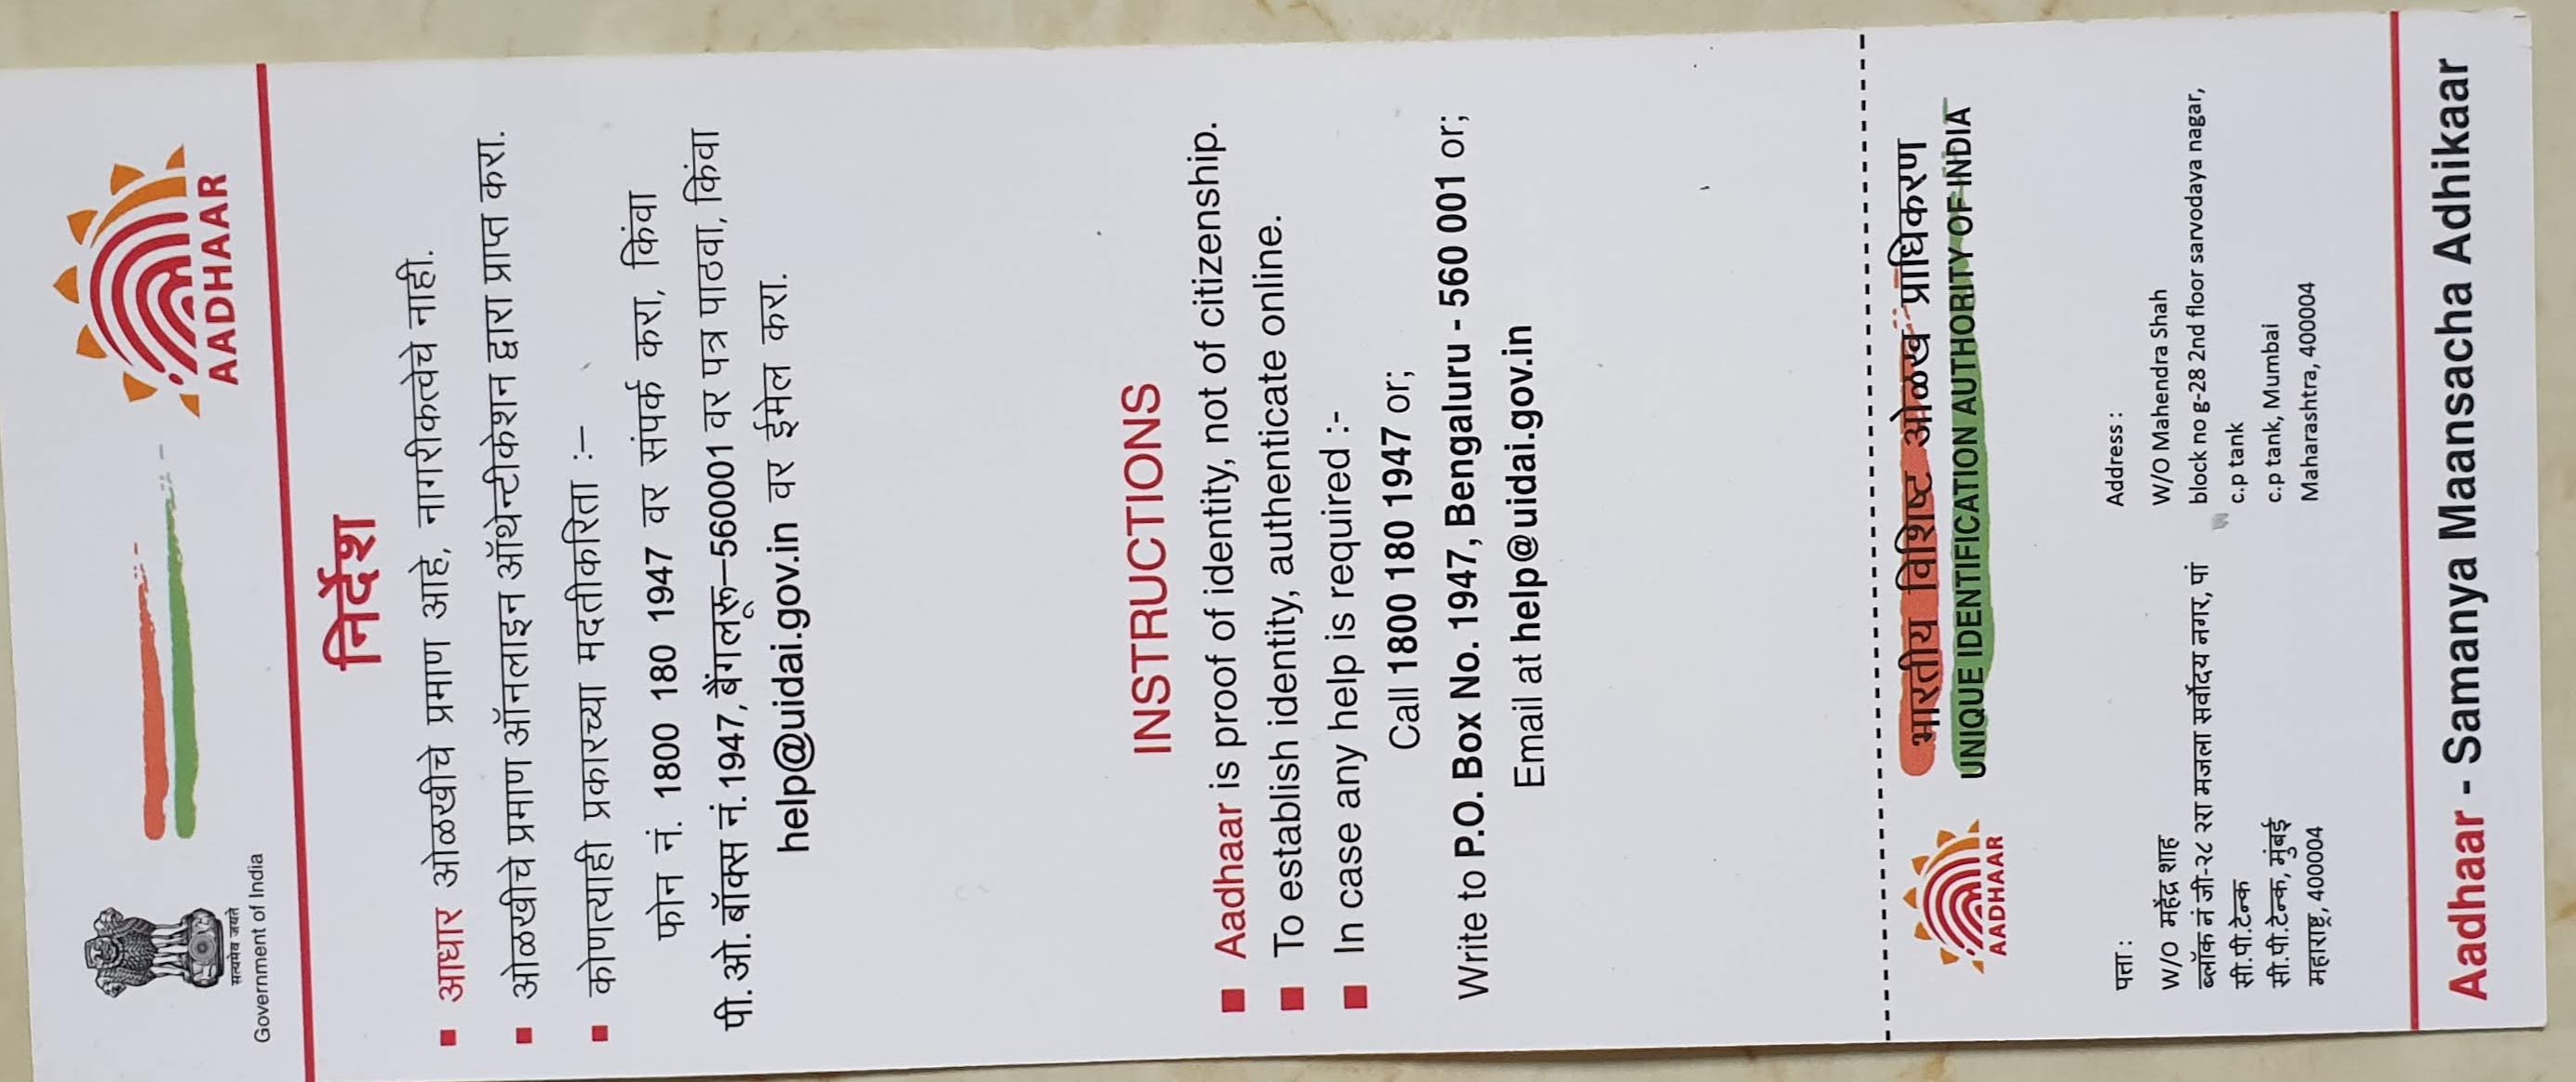 सत्यमेव जयते
Government of India
AADHAAR
निर्देश
■ आधार ओळखीचे प्रमाण आहे, नागरीकत्वेचे नाही.
■ ओळखीचे प्रमाण ऑनलाइन ऑथेन्टीकेशन द्वारा प्राप्त करा.
■ कोणत्याही प्रकारच्या मदतीकरिता :–
फोन नं. 1800 180 1947 वर संपर्क करा, किंवा
पी.ओ. बॉक्स नं.1947, बैंगलूरू–560001 वर पत्र पाठवा, किंवा
help@uidai.gov.in वर ईमेल करा.
INSTRUCTIONS
■ Aadhaar is proof of identity, not of citizenship.
■ To establish identity, authenticate online.
■ In case any help is required :-
Call 1800 180 1947 or;
Write to P.O. Box No. 1947, Bengaluru - 560 001 or;
Email at help@uidai.gov.in
AADHAAR
भारतीय विशिष्ट ओळख प्राधिकरण
UNIQUE IDENTIFICATION AUTHORITY OF INDIA
पत्ता :
W/O महेंद्र शाह
ब्लॉक नं जी-२८ २रा मजला सर्वोदय नगर, पां
सी.पी.टेन्क
सी.पी.टेन्क, मुंबई
महाराष्ट्र, 400004
Address :
W/O Mahendra Shah
block no g-28 2nd floor sarvodaya nagar,
c.p tank
c.p tank, Mumbai
Maharashtra, 400004
Aadhaar - Samanya Maansacha Adhikaar